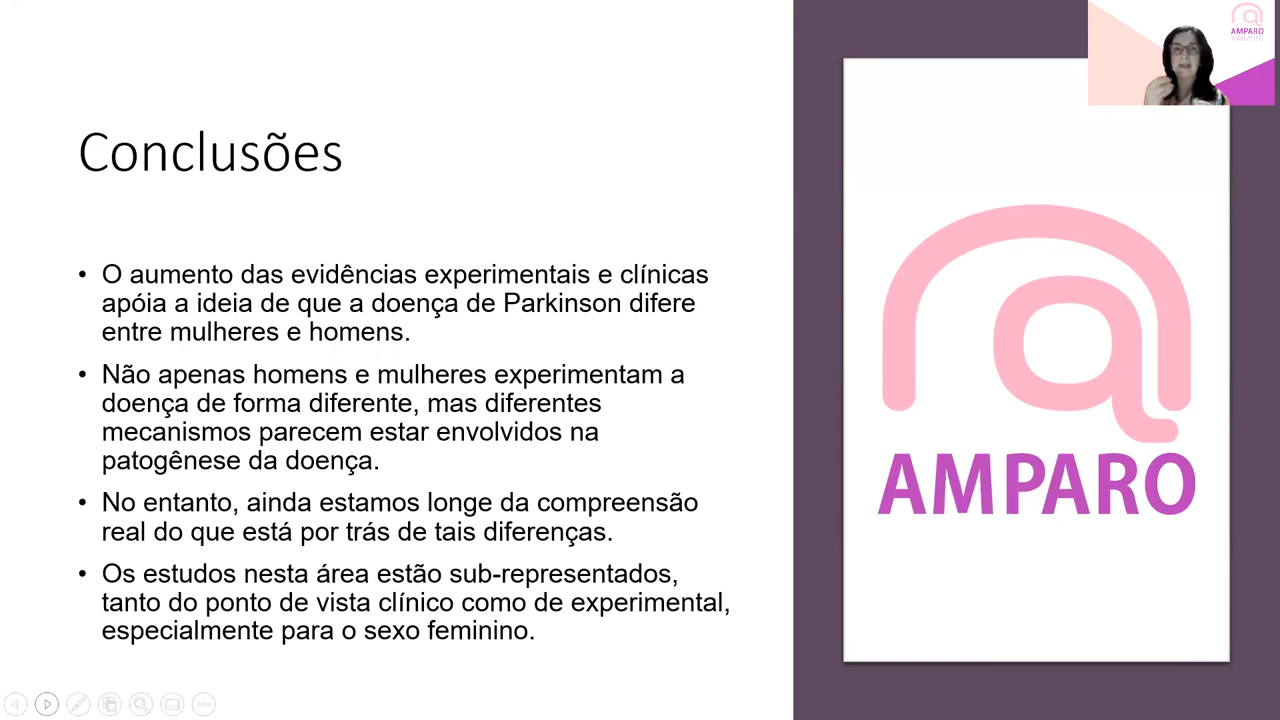 Conclusões
• O aumento das evidências experimentais e clínicas
apóia a ideia de que a doença de Parkinson difere
entre mulheres e homens.
• Não apenas homens e mulheres experimentam a
doença de forma diferente, mas diferentes
mecanismos parecem estar envolvidos na
patogênese da doença.
• No entanto, ainda estamos longe da compreensão
real do que está por trás de tais diferenças.
• Os estudos nesta área estão sub-representados,
tanto do ponto de vista clínico como de experimental,
especialmente para o sexo feminino.
AMPARO
AMPARO